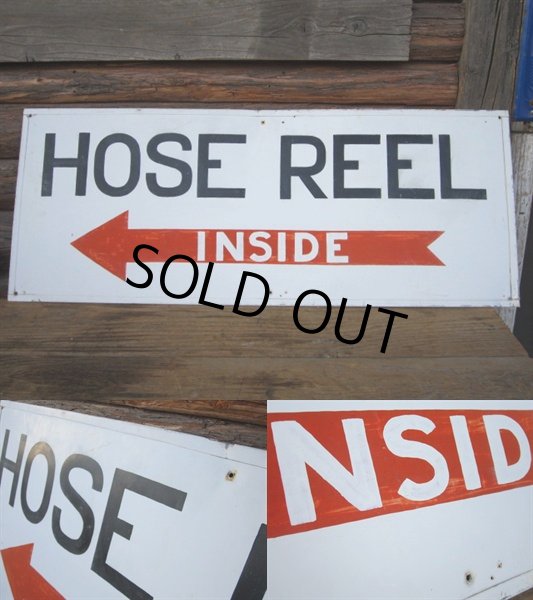 HOSE REEL
INSIDE
SOLD OUT
HOSE
NSID